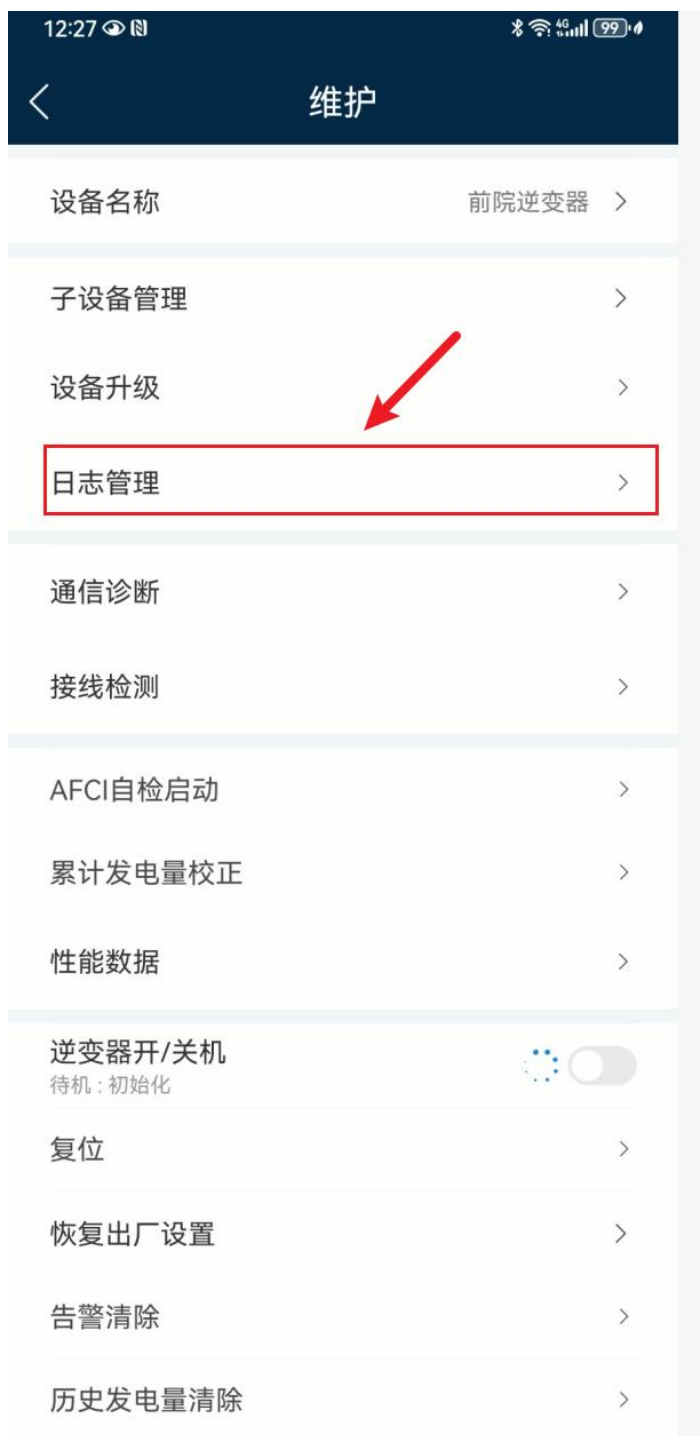 12:27
4G 99
维护
设备名称 前院逆变器
子设备管理
设备升级
日志管理
通信诊断
接线检测
AFCI自检启动
累计发电量校正
性能数据
逆变器开/关机
待机：初始化
复位
恢复出厂设置
告警清除
历史发电量清除